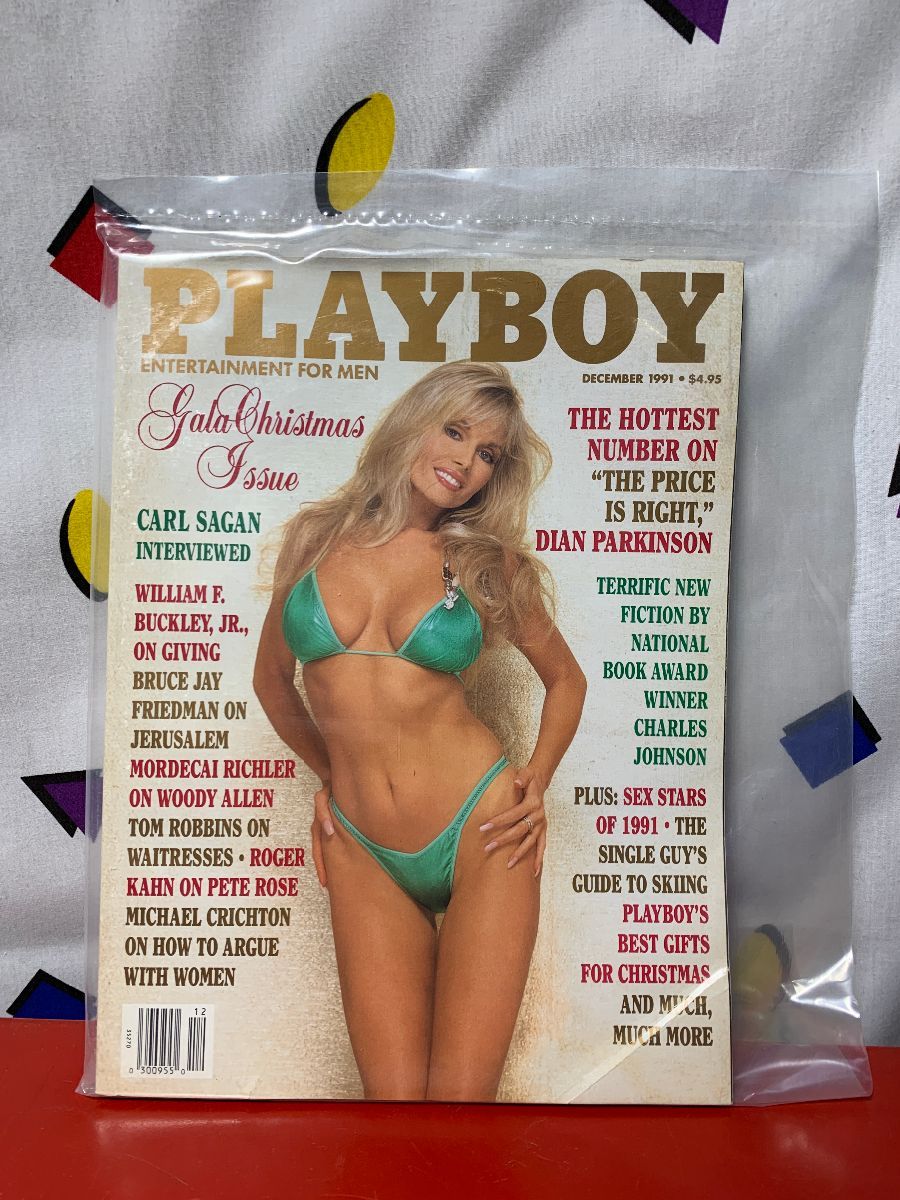 PLAYBOY
ENTERTAINMENT FOR MEN
DECEMBER 1991 • $4.95
Gala Christmas
Issue
CARL SAGAN
INTERVIEWED
WILLIAM F.
BUCKLEY, JR.,
ON GIVING
BRUCE JAY
FRIEDMAN ON
JERUSALEM
MORDECAI RICHLER
ON WOODY ALLEN
TOM ROBBINS ON
WAITRESSES • ROGER
KAHN ON PETE ROSE
MICHAEL CRICHTON
ON HOW TO ARGUE
WITH WOMEN
THE HOTTEST
NUMBER ON
“THE PRICE
IS RIGHT,”
DIAN PARKINSON
TERRIFIC NEW
FICTION BY
NATIONAL
BOOK AWARD
WINNER
CHARLES
JOHNSON
PLUS: SEX STARS
OF 1991 • THE
SINGLE GUY'S
GUIDE TO SKIING
PLAYBOY'S
BEST GIFTS
FOR CHRISTMAS
AND MUCH,
MUCH MORE
12
35270
0 300955 0